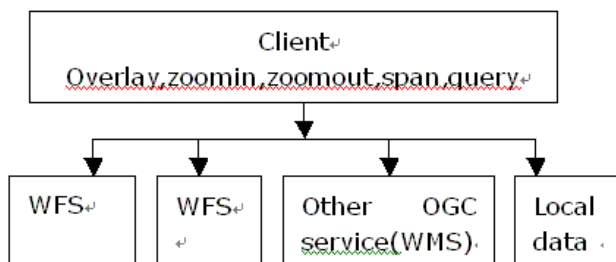 Client
Overlay,zoomin,zoomout,span,query
WFS
WFS
Other OGC
service(WMS)
Local
data